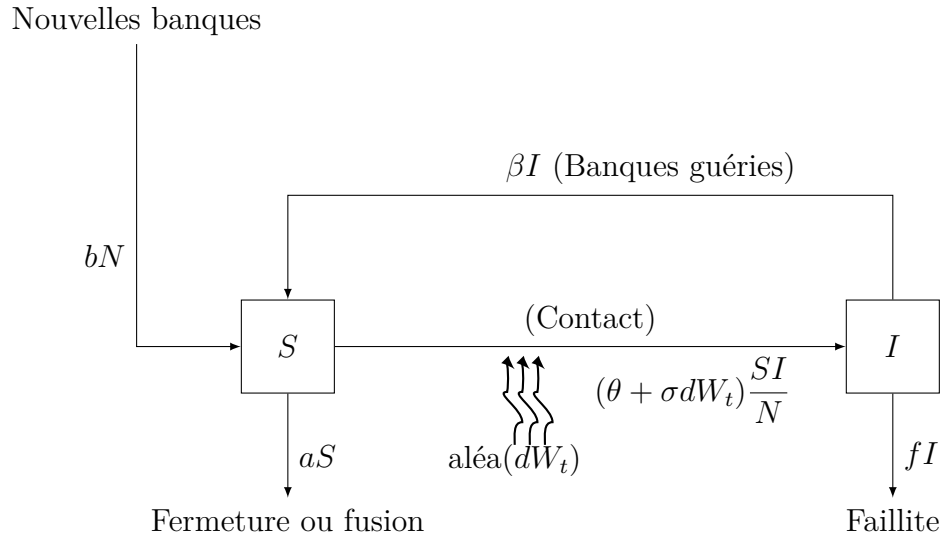 Nouvelles banques
βI (Banques guéries)
bN
(Contact)
S
I
(θ + σdW_t) SI/N
aS
aléa(dW_t)
fI
Fermeture ou fusion
Faillite